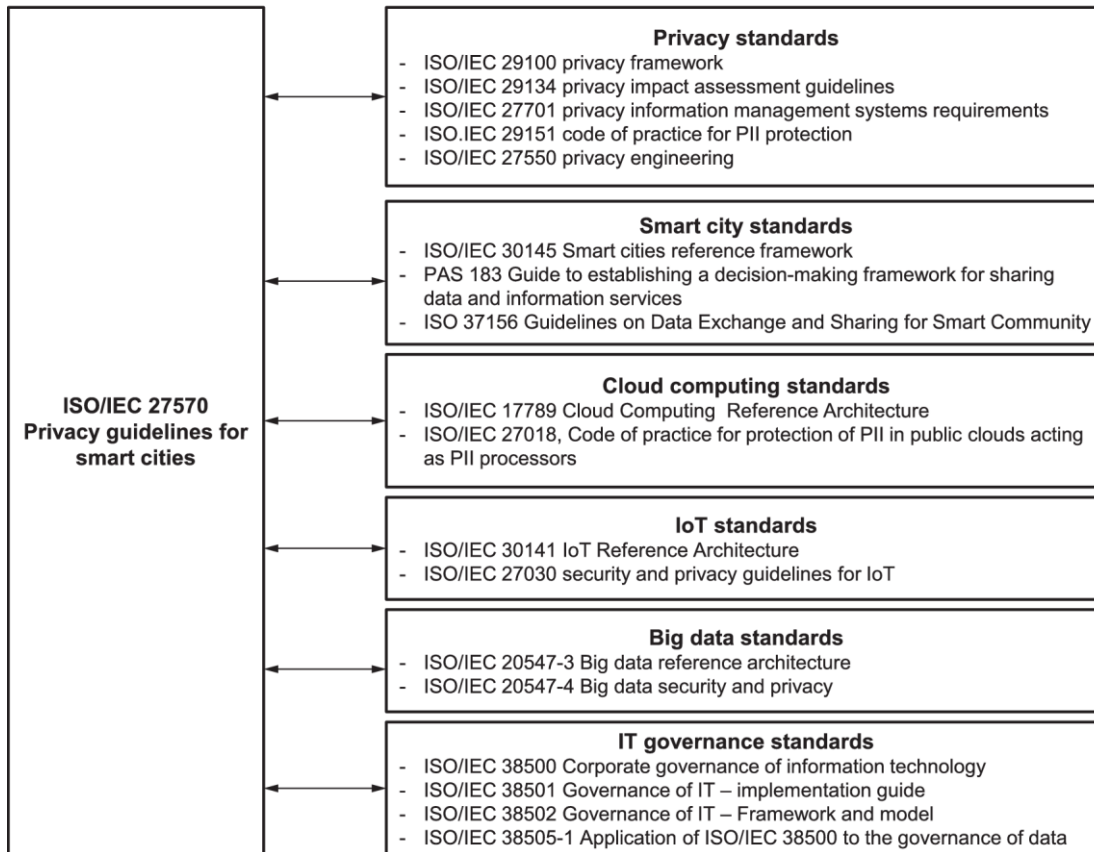 ISO/IEC 27570
Privacy guidelines for
smart cities
Privacy standards
- ISO/IEC 29100 privacy framework
- ISO/IEC 29134 privacy impact assessment guidelines
- ISO/IEC 27701 privacy information management systems requirements
- ISO.IEC 29151 code of practice for PII protection
- ISO/IEC 27550 privacy engineering
Smart city standards
- ISO/IEC 30145 Smart cities reference framework
- PAS 183 Guide to establishing a decision-making framework for sharing
data and information services
- ISO 37156 Guidelines on Data Exchange and Sharing for Smart Community
Cloud computing standards
- ISO/IEC 17789 Cloud Computing Reference Architecture
- ISO/IEC 27018, Code of practice for protection of PII in public clouds acting
as PII processors
IoT standards
- ISO/IEC 30141 IoT Reference Architecture
- ISO/IEC 27030 security and privacy guidelines for IoT
Big data standards
- ISO/IEC 20547-3 Big data reference architecture
- ISO/IEC 20547-4 Big data security and privacy
IT governance standards
- ISO/IEC 38500 Corporate governance of information technology
- ISO/IEC 38501 Governance of IT – implementation guide
- ISO/IEC 38502 Governance of IT – Framework and model
- ISO/IEC 38505-1 Application of ISO/IEC 38500 to the governance of data